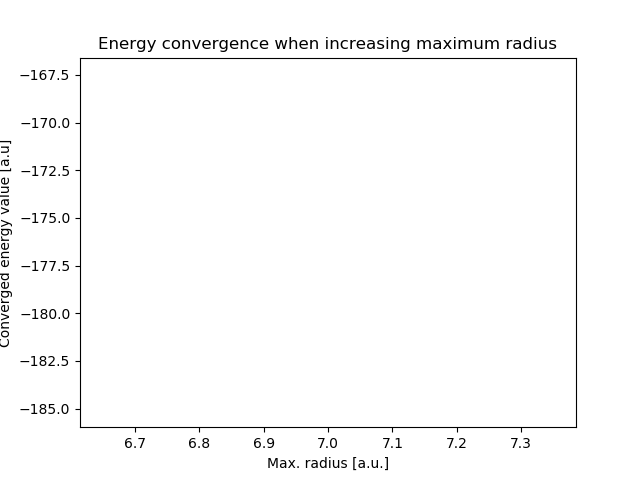 Energy convergence when increasing maximum radius
Converged energy value [a.u]
−167.5
−170.0
−172.5
−175.0
−177.5
−180.0
−182.5
−185.0
6.7 6.8 6.9 7.0 7.1 7.2 7.3
Max. radius [a.u.]